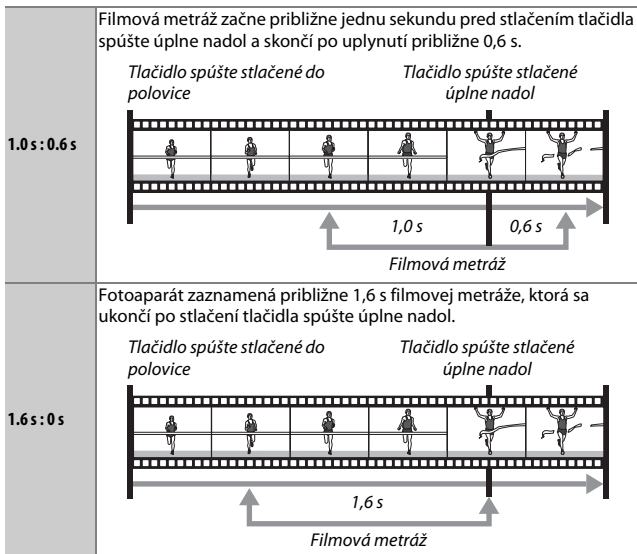 Filmová metráž začne približne jednu sekundu pred stlačením tlačidla
spúšte úplne nadol a skončí po uplynutí približne 0,6 s.
Tlačidlo spúšte stlačené do
polovice
Tlačidlo spúšte stlačené
úplne nadol
1.0 s : 0.6 s
1,0 s
0,6 s
Filmová metráž
Fotoaparát zaznamená približne 1,6 s filmovej metráže, ktorá sa
ukončí po stlačení tlačidla spúšte úplne nadol.
Tlačidlo spúšte stlačené do
polovice
Tlačidlo spúšte stlačené
úplne nadol
1.6 s : 0 s
1,6 s
Filmová metráž